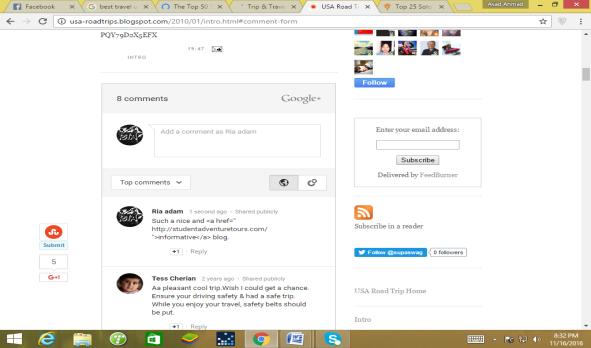 Facebook
best travel u
The Top 50
Trip & Trave
USA Road T
Top 25 Solo
Asad Ahmad
usa-roadtrips.blogspot.com/2010/01/intro.html#comment-form
PQY79D2X5EFX
19:47
INTRO
8 comments
Google+
Add a comment as Ria adam
Top comments
Ria adam 1 second ago - Shared publicly
Such a nice and <a href="
http://studentadventuretours.com/
">informative</a> blog.
+1 Reply
Tess Cherian 2 years ago - Shared publicly
Aa pleasant cool trip.Wish I could get a chance.
Ensure your driving safety & had a safe trip.
While you enjoy your travel, safety belts should
be put.
+1 Reply
Submit
5
G+1
Follow
Enter your email address:
Subscribe
Delivered by FeedBurner
Subscribe in a reader
Follow @supaswag
0 followers
USA Road Trip Home
Intro
8:32 PM
11/16/2016